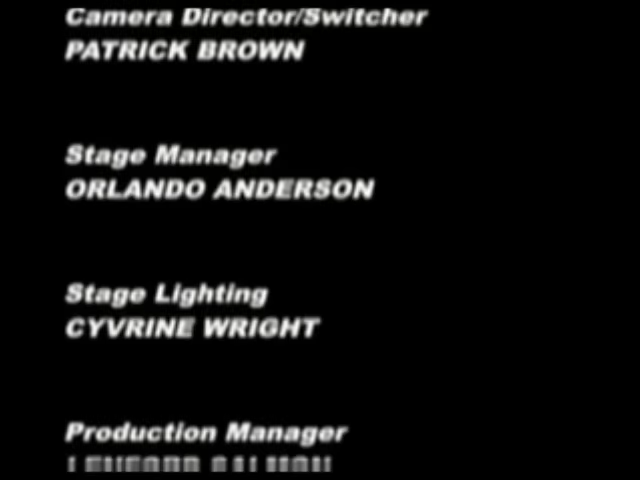 Camera Director/Switcher
PATRICK BROWN
Stage Manager
ORLANDO ANDERSON
Stage Lighting
CYVRINE WRIGHT
Production Manager